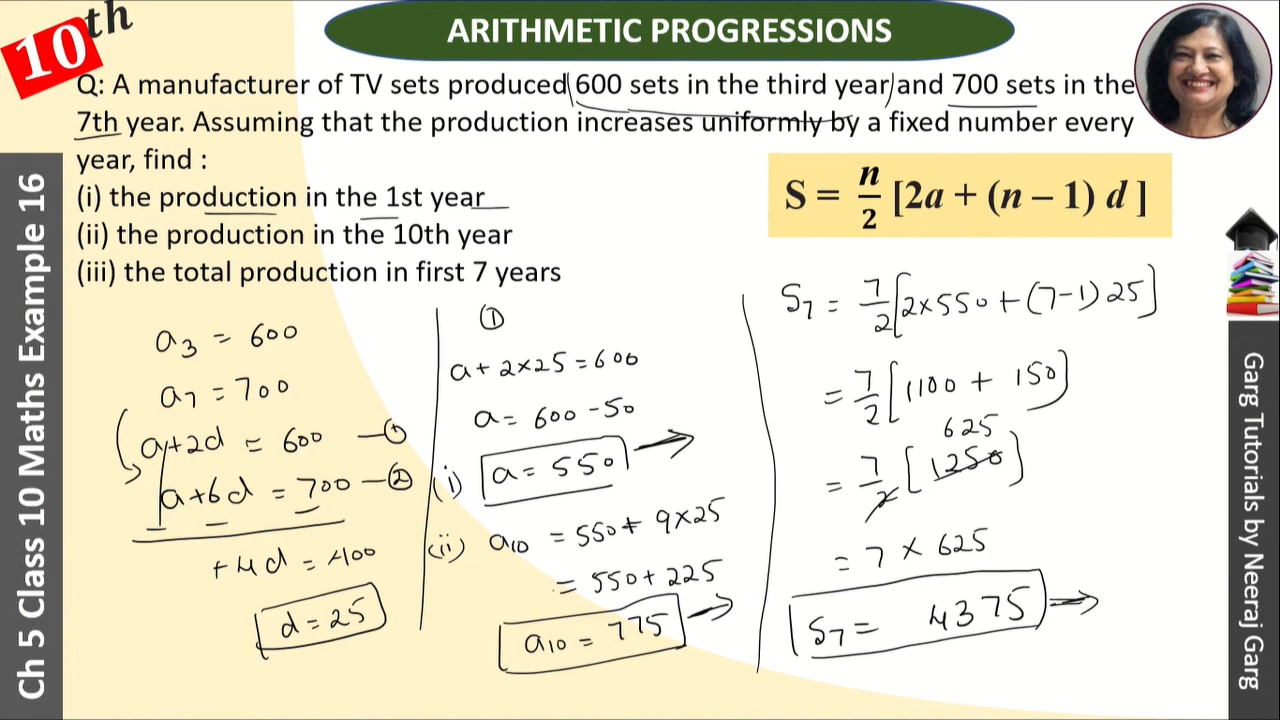 10th
ARITHMETIC PROGRESSIONS
Q: A manufacturer of TV sets produced 600 sets in the third year and 700 sets in the
7th year. Assuming that the production increases uniformly by a fixed number every
year, find :
(i) the production in the 1st year
(ii) the production in the 10th year
(iii) the total production in first 7 years
S = n/2 [2a + (n – 1) d ]
Ch 5 Class 10 Maths Example 16
a₃ = 600
a₇ = 700
a+2d = 600 —①
a+6d = 700 —②
+4d = +100
d = 25
①
a + 2×25 = 600
a = 600 - 50
(i) a = 550
(ii) a₁₀ = 550 + 9×25
= 550 + 225
a₁₀ = 775
S₇ = 7/2 [2×550 + (7-1) 25]
= 7/2 [1100 + 150]
625
= 7/2 [1250]
= 7 × 625
S₇ = 4375
Garg Tutorials by Neeraj Garg